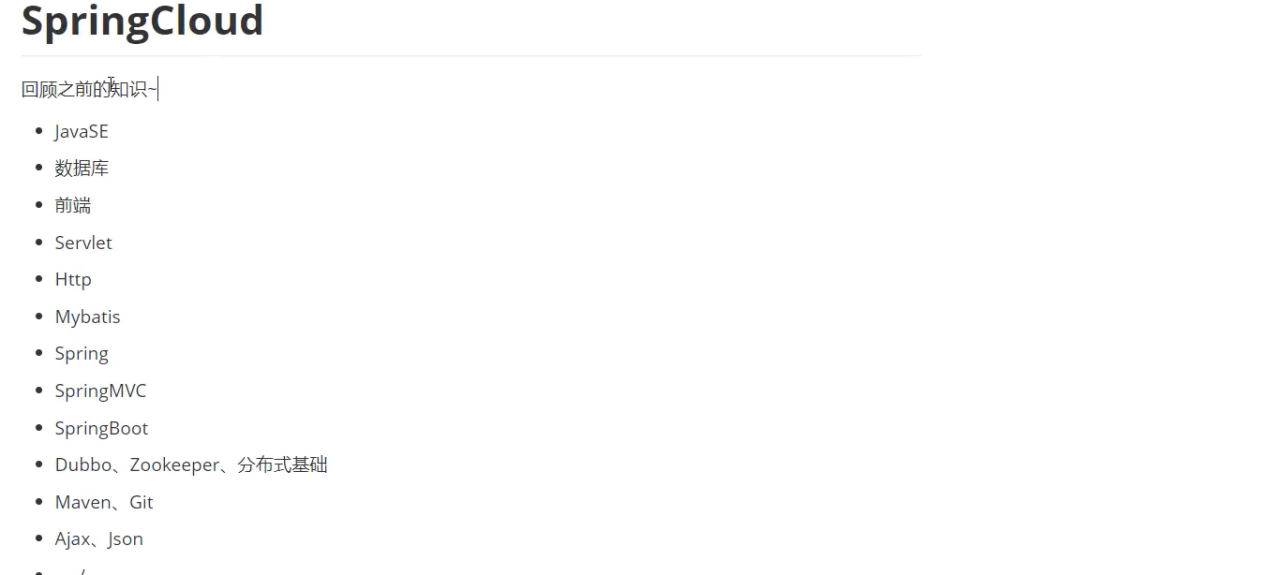 SpringCloud
回顾之前的知识~
JavaSE
数据库
前端
Servlet
Http
Mybatis
Spring
SpringMVC
SpringBoot
Dubbo、Zookeeper、分布式基础
Maven、Git
Ajax、Json